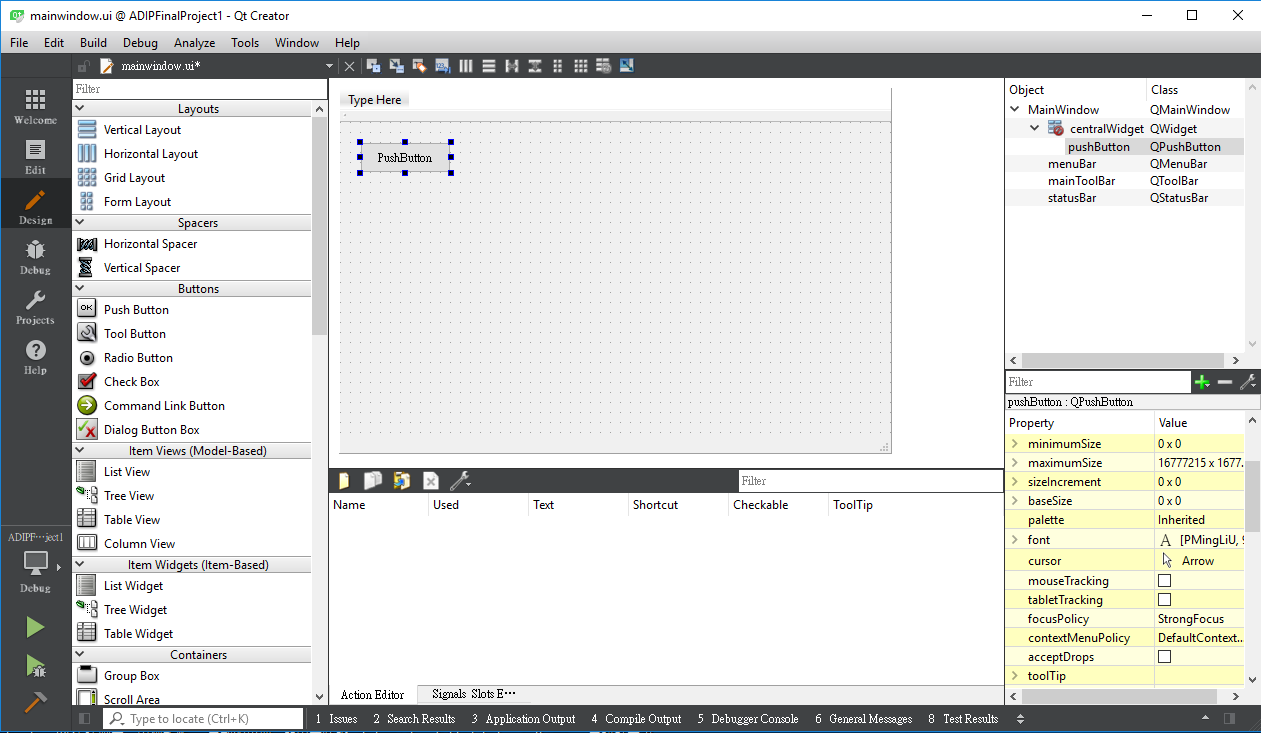 mainwindow.ui @ ADIPFinalProject1 - Qt Creator
File Edit Build Debug Analyze Tools Window Help
mainwindow.ui*
Welcome
Edit
Design
Debug
Projects
Help
ADIPF⋯ject1
Debug
Filter
Layouts
Vertical Layout
Horizontal Layout
Grid Layout
Form Layout
Spacers
Horizontal Spacer
Vertical Spacer
Buttons
OK Push Button
Tool Button
Radio Button
Check Box
Command Link Button
Dialog Button Box
Item Views (Model-Based)
List View
Tree View
Table View
Column View
Item Widgets (Item-Based)
List Widget
Tree Widget
Table Widget
Containers
Group Box
Scroll Area
Type Here
PushButton
Filter
Name Used Text Shortcut Checkable ToolTip
Action Editor Signals Slots E⋯
Object Class
MainWindow QMainWindow
centralWidget QWidget
pushButton QPushButton
menuBar QMenuBar
mainToolBar QToolBar
statusBar QStatusBar
Filter
pushButton : QPushButton
Property Value
minimumSize 0 x 0
maximumSize 16777215 x 1677...
sizeIncrement 0 x 0
baseSize 0 x 0
palette Inherited
font A [PMingLiU, 9
cursor Arrow
mouseTracking
tabletTracking
focusPolicy StrongFocus
contextMenuPolicy DefaultContext...
acceptDrops
toolTip
Type to locate (Ctrl+K) 1 Issues 2 Search Results 3 Application Output 4 Compile Output 5 Debugger Console 6 General Messages 8 Test Results